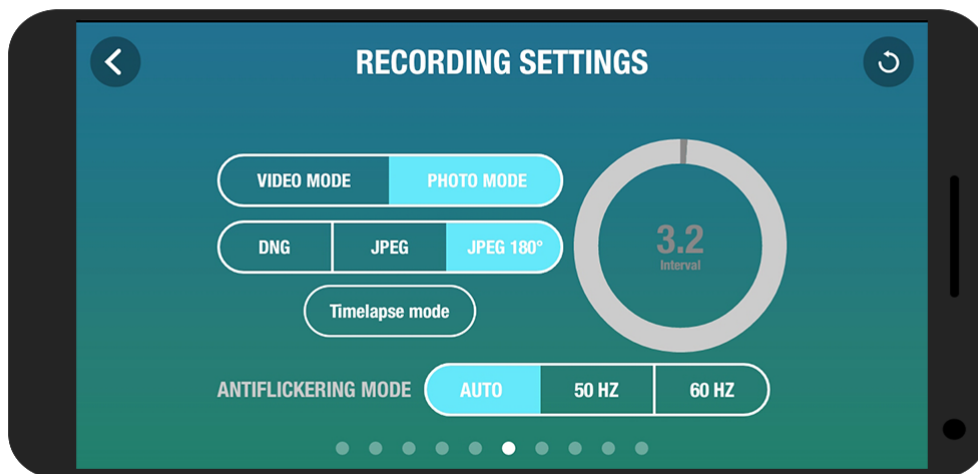 RECORDING SETTINGS
VIDEO MODE PHOTO MODE
DNG JPEG JPEG 180°
3.2
Interval
Timelapse mode
ANTIFLICKERING MODE AUTO 50 HZ 60 HZ